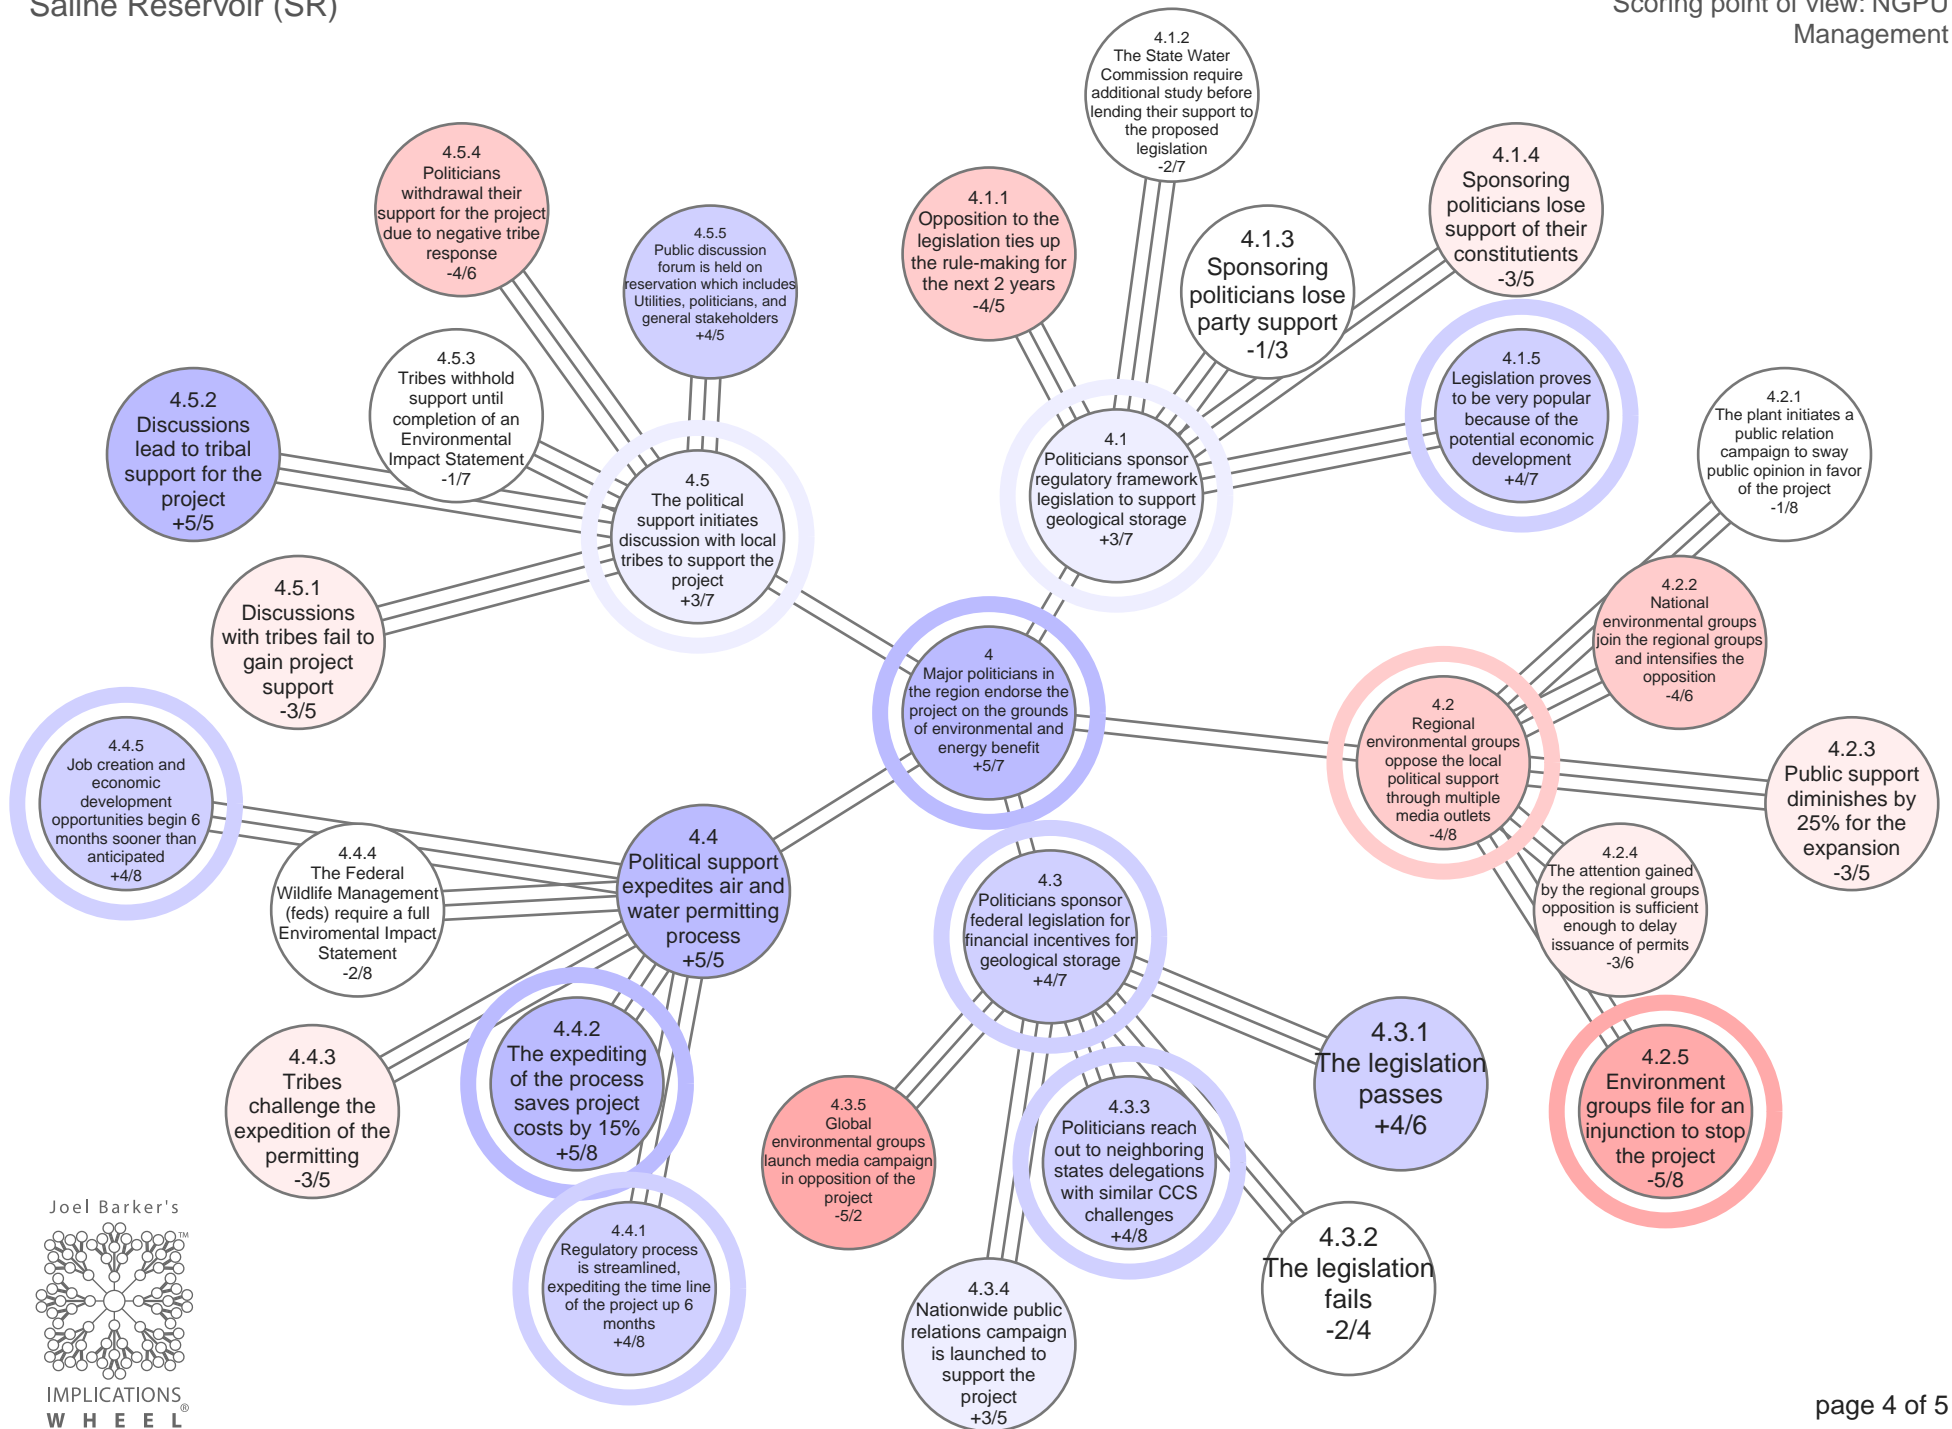 Saline Reservoir (SR)
Scoring point of view: NGPU
Management
4.1.2
The State Water
Commission require
additional study before
lending their support to
the proposed
legislation
-2/7
4.5.4
Politicians
withdrawal their
support for the project
due to negative tribe
response
-4/6
4.5.5
Public discussion
forum is held on
reservation which includes
Utilities, politicians, and
general stakeholders
+4/5
4.1.1
Opposition to the
legislation ties up
the rule-making for
the next 2 years
-4/5
4.1.3
Sponsoring
politicians lose
party support
-1/3
4.1.4
Sponsoring
politicians lose
support of their
constitutients
-3/5
4.5.2
Discussions
lead to tribal
support for the
project
+5/5
4.5.3
Tribes withhold
support until
completion of an
Environmental
Impact Statement
-1/7
4.5
The political
support initiates
discussion with local
tribes to support the
project
+3/7
4.1
Politicians sponsor
regulatory framework
legislation to support
geological storage
+3/7
4.1.5
Legislation proves
to be very popular
because of the
potential economic
development
+4/7
4.2.1
The plant initiates a
public relation
campaign to sway
public opinion in favor
of the project
-1/8
4.5.1
Discussions
with tribes fail to
gain project
support
-3/5
4
Major politicians in
the region endorse the
project on the grounds
of environmental and
energy benefit
+5/7
4.2.2
National
environmental groups
join the regional groups
and intensifies the
opposition
-4/6
4.2
Regional
environmental groups
oppose the local
political support
through multiple
media outlets
-4/8
4.2.3
Public support
diminishes by
25% for the
expansion
-3/5
4.4.5
Job creation and
economic
development
opportunities begin 6
months sooner than
anticipated
+4/8
4.4.4
The Federal
Wildlife Management
(feds) require a full
Enviromental Impact
Statement
-2/8
4.4
Political support
expedites air and
water permitting
process
+5/5
4.3
Politicians sponsor
federal legislation for
financial incentives for
geological storage
+4/7
4.2.4
The attention gained
by the regional groups
opposition is sufficient
enough to delay
issuance of permits
-3/6
4.4.3
Tribes
challenge the
expedition of the
permitting
-3/5
4.4.2
The expediting
of the process
saves project
costs by 15%
+5/8
4.3.5
Global
environmental groups
launch media campaign
in opposition of the
project
-5/2
4.3.3
Politicians reach
out to neighboring
states delegations
with similar CCS
challenges
+4/8
4.3.1
The legislation
passes
+4/6
4.2.5
Environment
groups file for an
injunction to stop
the project
-5/8
4.4.1
Regulatory process
is streamlined,
expediting the time line
of the project up 6
months
+4/8
4.3.4
Nationwide public
relations campaign
is launched to
support the
project
+3/5
4.3.2
The legislation
fails
-2/4
Joel Barker's
TM
IMPLICATIONS
WHEEL®
page 4 of 5